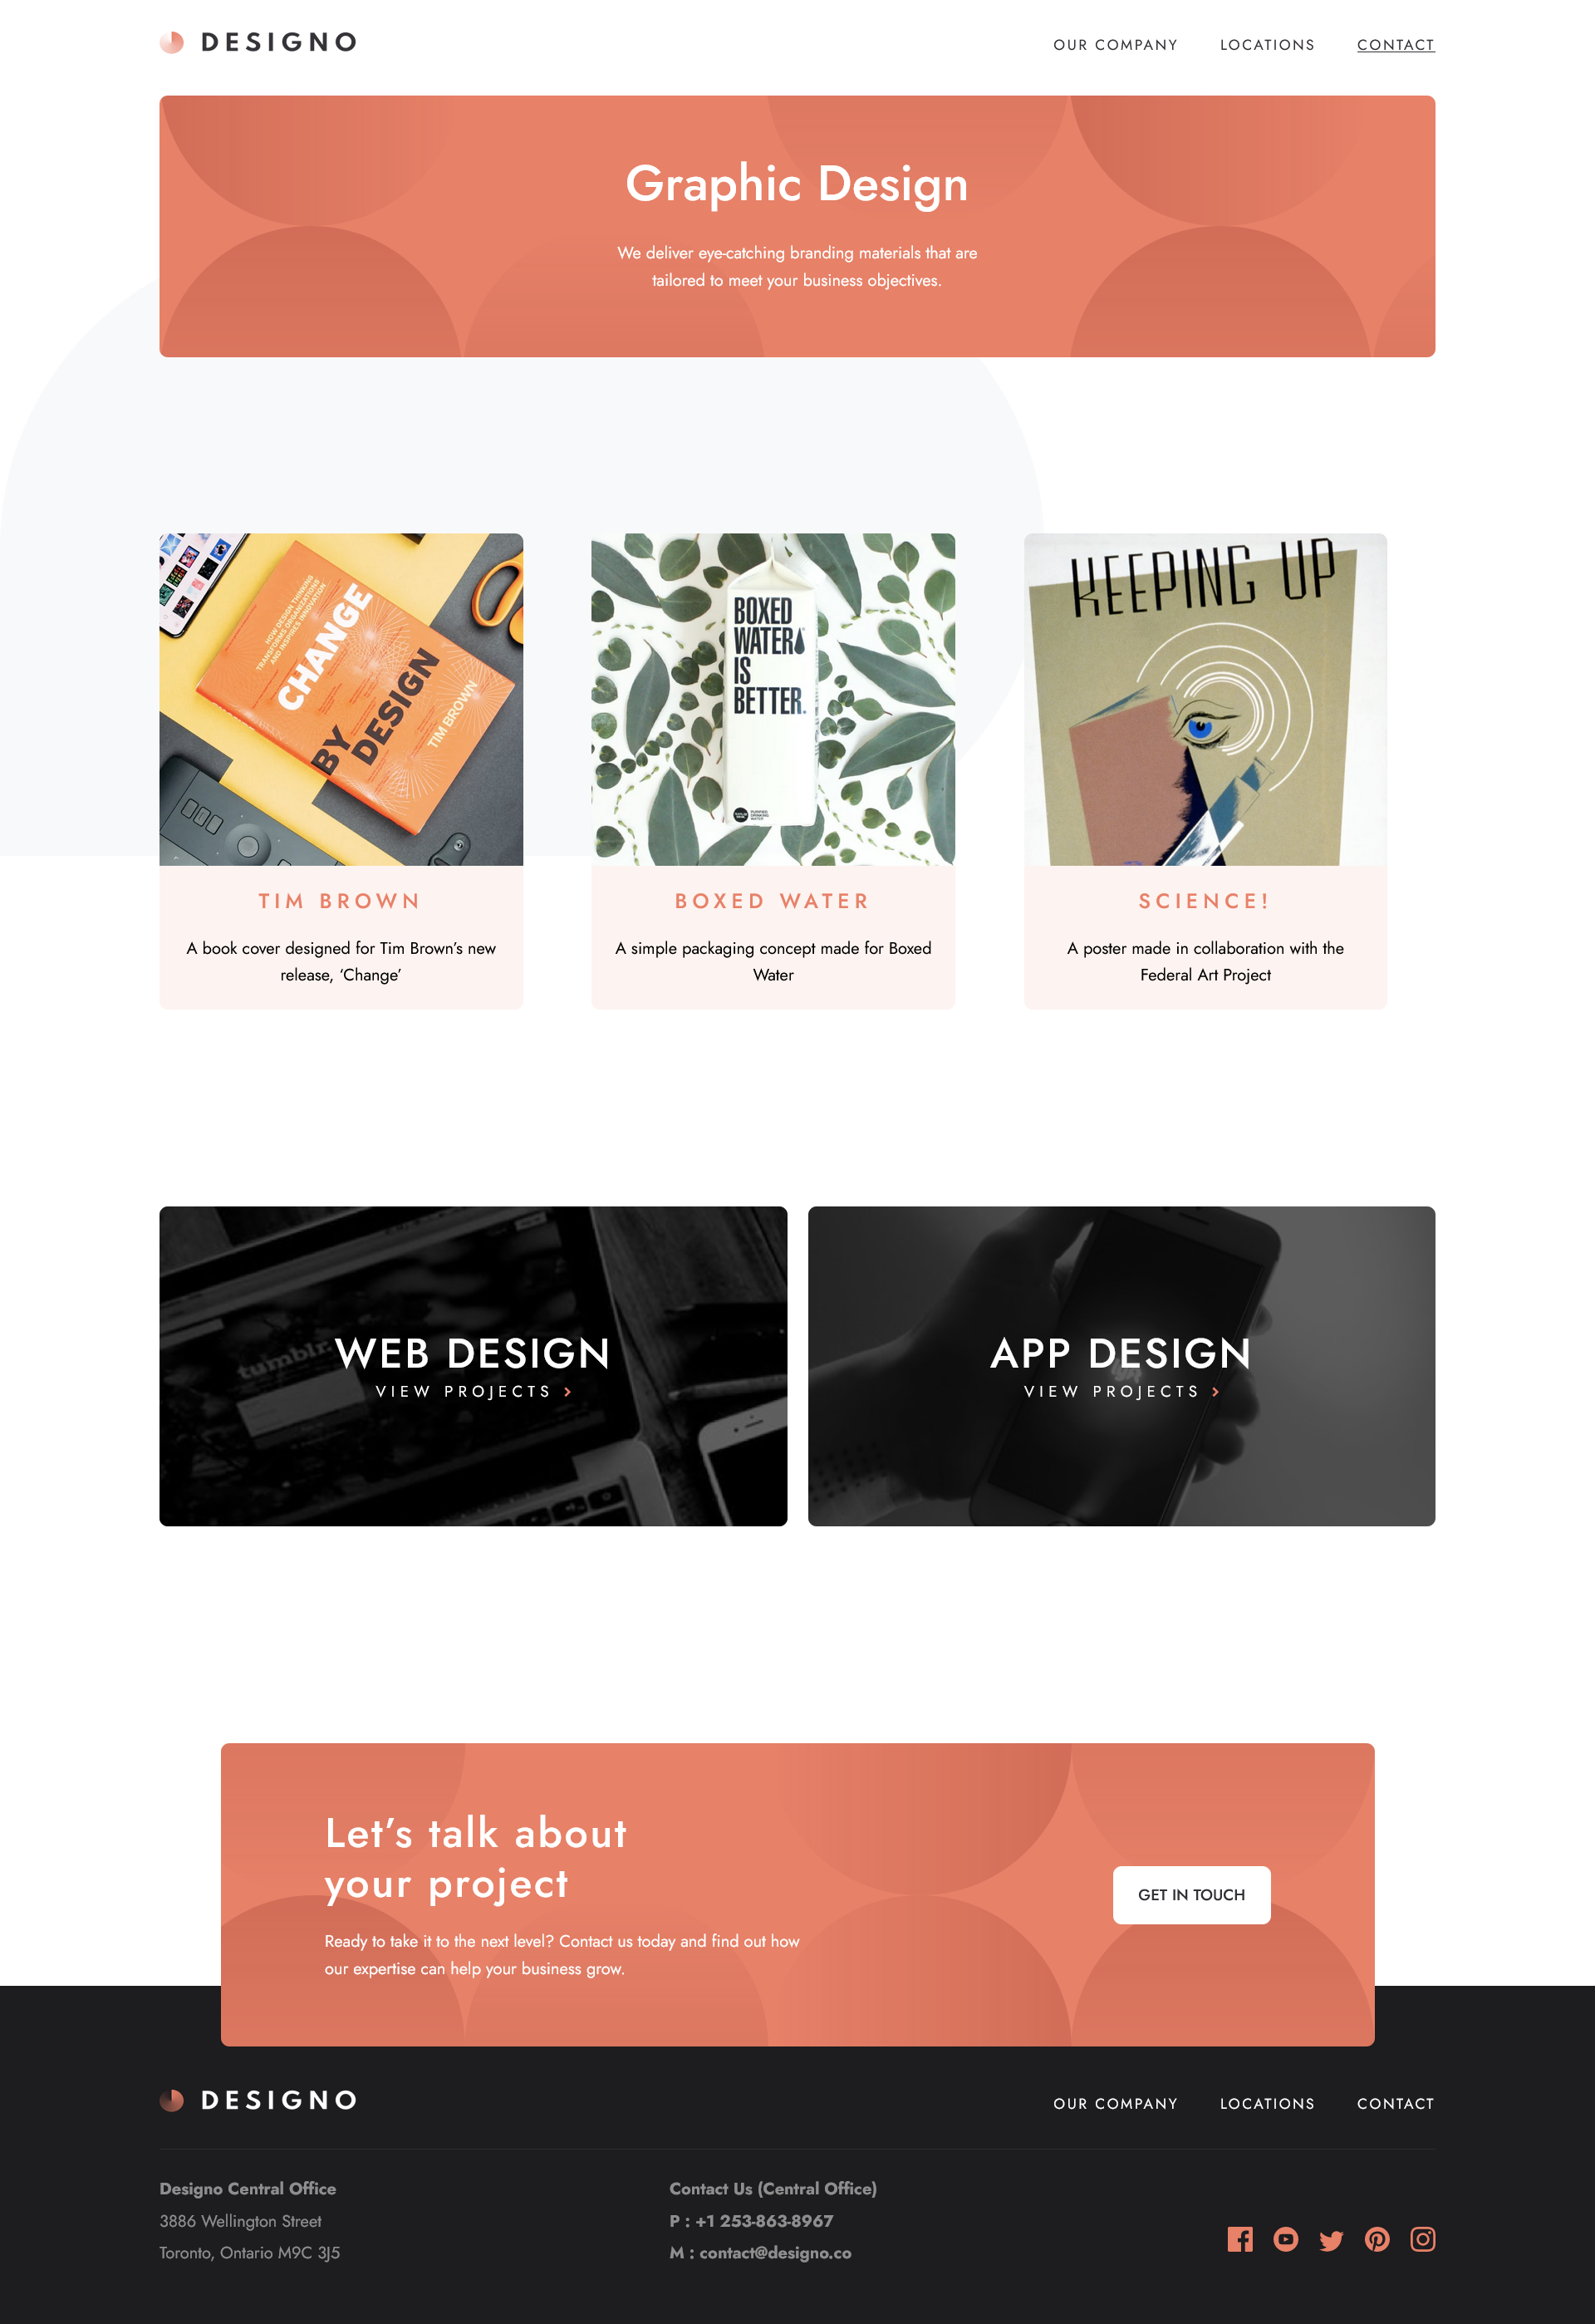 DESIGNO
OUR COMPANY LOCATIONS CONTACT
Graphic Design
We deliver eye-catching branding materials that are
tailored to meet your business objectives.
HOW DESIGN THINKING
TRANSFORMS ORGANIZATIONS
AND INSPIRES INNOVATION
CHANGE
BY
DESIGN
TIM BROWN
BOXED
WATER
IS
BETTER.
KEEPING UP
TIM BROWN
A book cover designed for Tim Brown’s new
release, ‘Change’
BOXED WATER
A simple packaging concept made for Boxed
Water
SCIENCE!
A poster made in collaboration with the
Federal Art Project
tumblr.
WEB DESIGN
VIEW PROJECTS
APP DESIGN
VIEW PROJECTS
Let’s talk about
your project
Ready to take it to the next level? Contact us today and find out how
our expertise can help your business grow.
GET IN TOUCH
DESIGNO
OUR COMPANY LOCATIONS CONTACT
Designo Central Office
3886 Wellington Street
Toronto, Ontario M9C 3J5
Contact Us (Central Office)
P : +1 253-863-8967
M : contact@designo.co